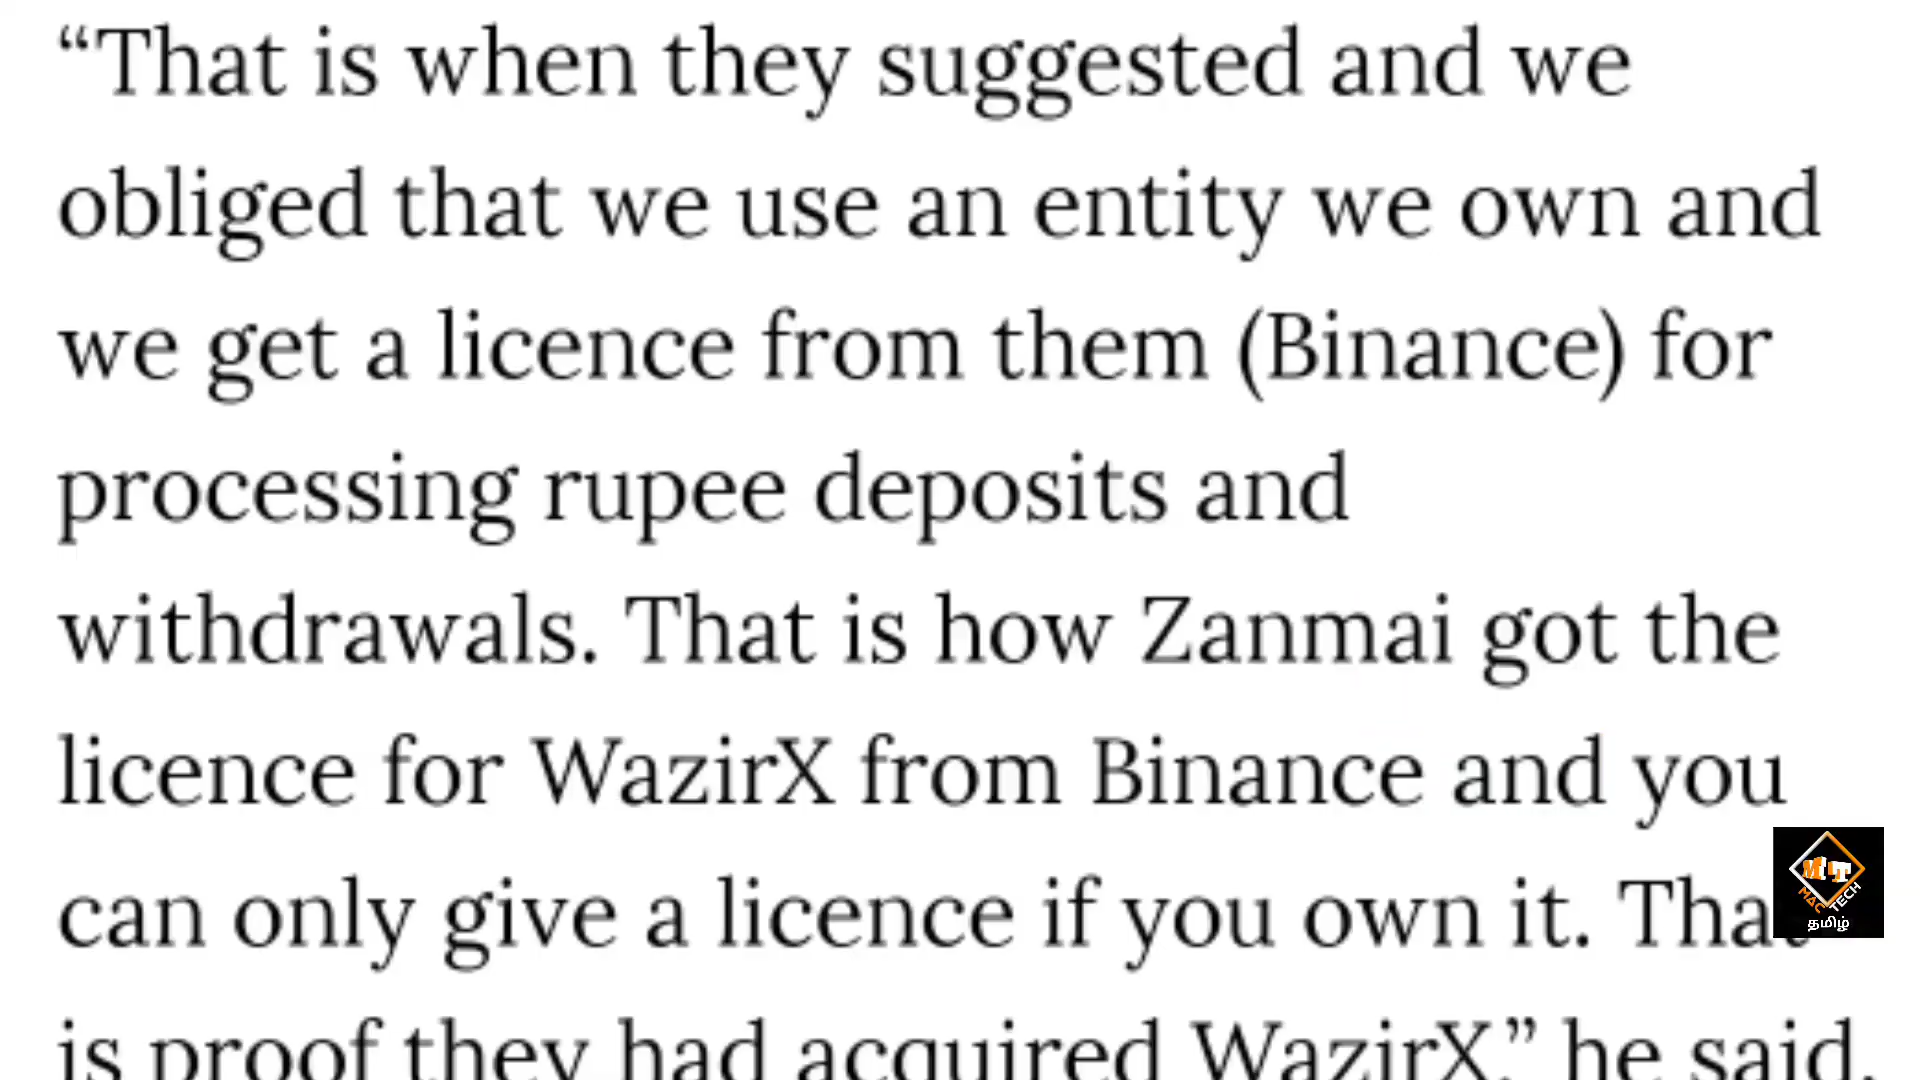 “That is when they suggested and we
obliged that we use an entity we own and
we get a licence from them (Binance) for
processing rupee deposits and
withdrawals. That is how Zanmai got the
licence for WazirX from Binance and you
can only give a licence if you own it. That
is proof they had acquired WazirX,” he said.
MT
MAC TECH
தமிழ்